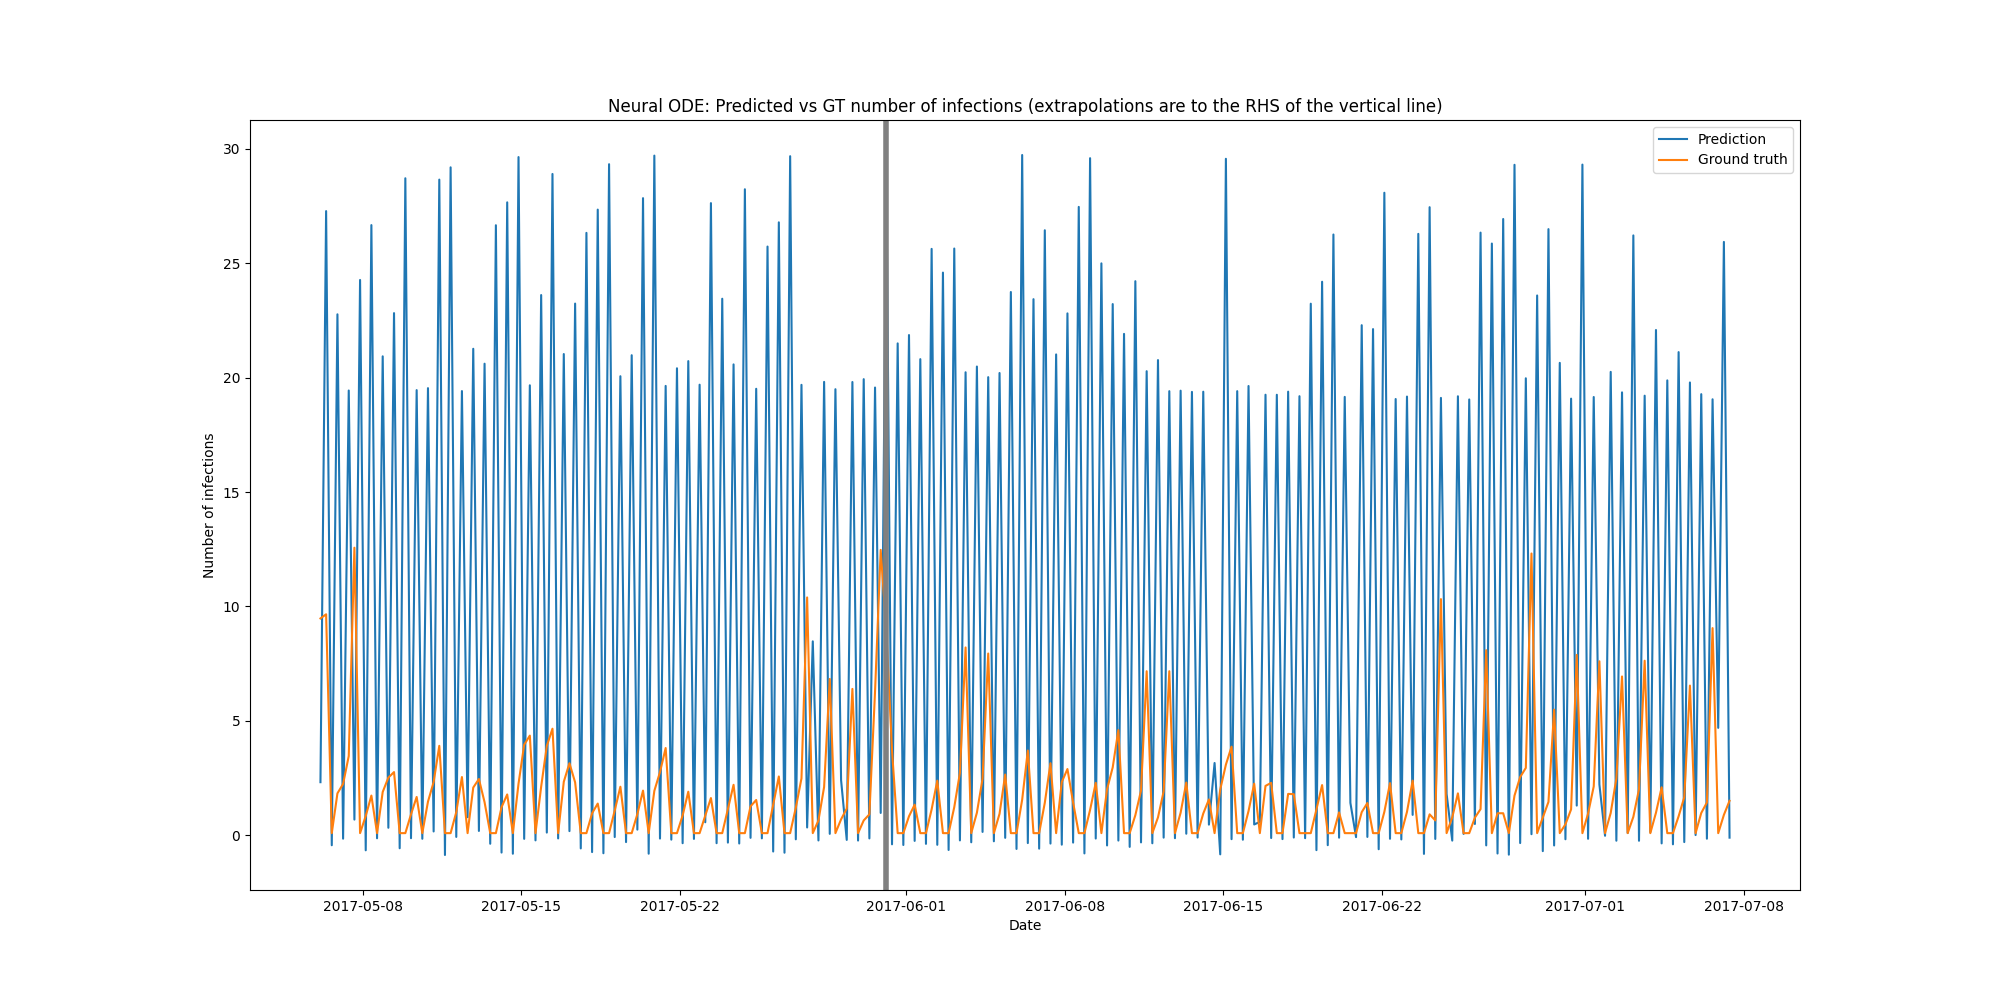 Neural ODE: Predicted vs GT number of infections (extrapolations are to the RHS of the vertical line)
Prediction
Ground truth
30
25
20
15
10
5
0
Number of infections
2017-05-08 2017-05-15 2017-05-22 2017-06-01 2017-06-08 2017-06-15 2017-06-22 2017-07-01 2017-07-08
Date